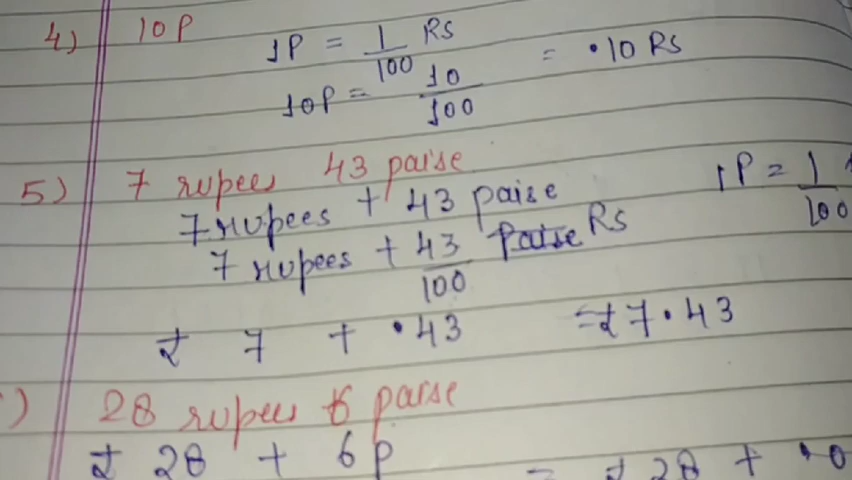 4) 10P
1P = 1/100 Rs
10P = 10/100 = .10 Rs
5) 7 rupees 43 paise
7 rupees + 43 paise 1P = 1/100
7 rupees + 43/100 Rs
₹ 7 + .43 = ₹ 7.43
) 28 rupees 6 paise
₹ 28 + 6P = ₹ 28 + .0